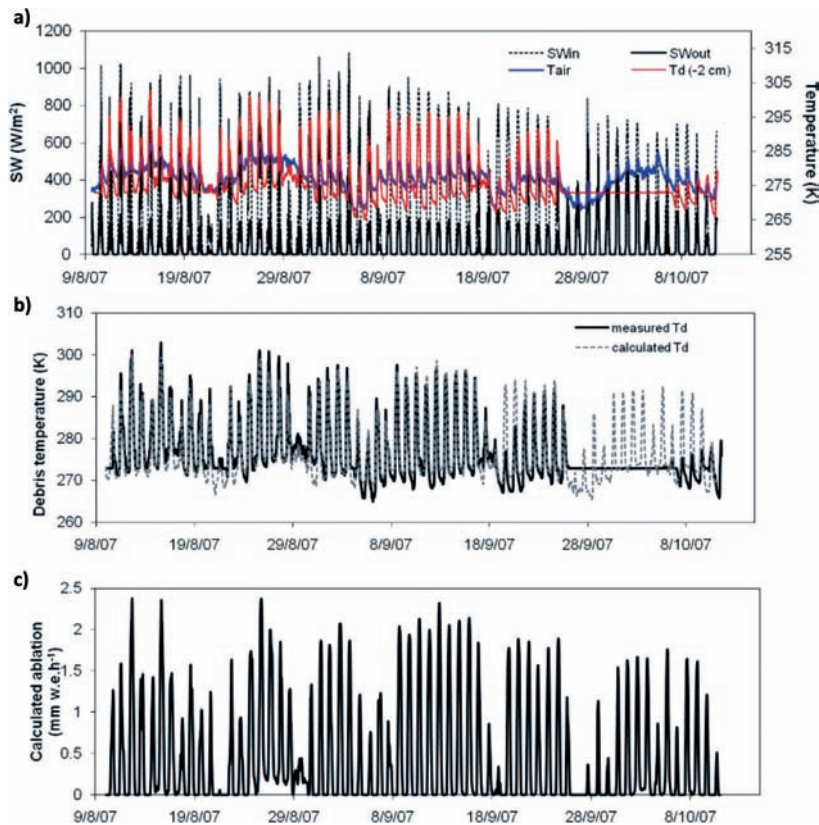 a)
1200
1000
800
600
400
200
0
SW (W/m²)
SWin
SWout
Tair
Td (-2 cm)
315
305
295
285
275
265
255
Temperature (K)
9/8/07 19/8/07 29/8/07 8/9/07 18/9/07 28/9/07 8/10/07
b)
310
300
290
280
270
260
Debris temperature (K)
measured Td
calculated Td
9/8/07 19/8/07 29/8/07 8/9/07 18/9/07 28/9/07 8/10/07
c)
2.5
2
1.5
1
0.5
0
Calculated ablation
(mm w.e.h⁻¹)
9/8/07 19/8/07 29/8/07 8/9/07 18/9/07 28/9/07 8/10/07